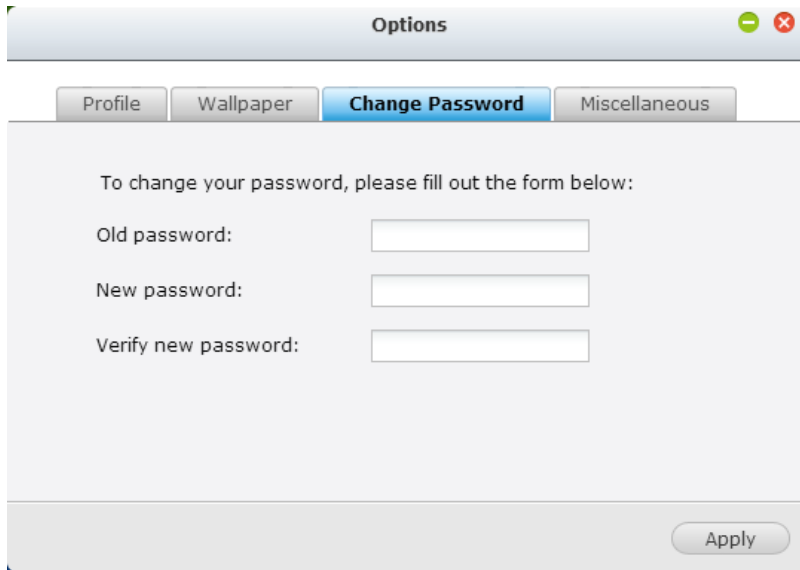 Options
Profile Wallpaper Change Password Miscellaneous
To change your password, please fill out the form below:
Old password:
New password:
Verify new password:
Apply